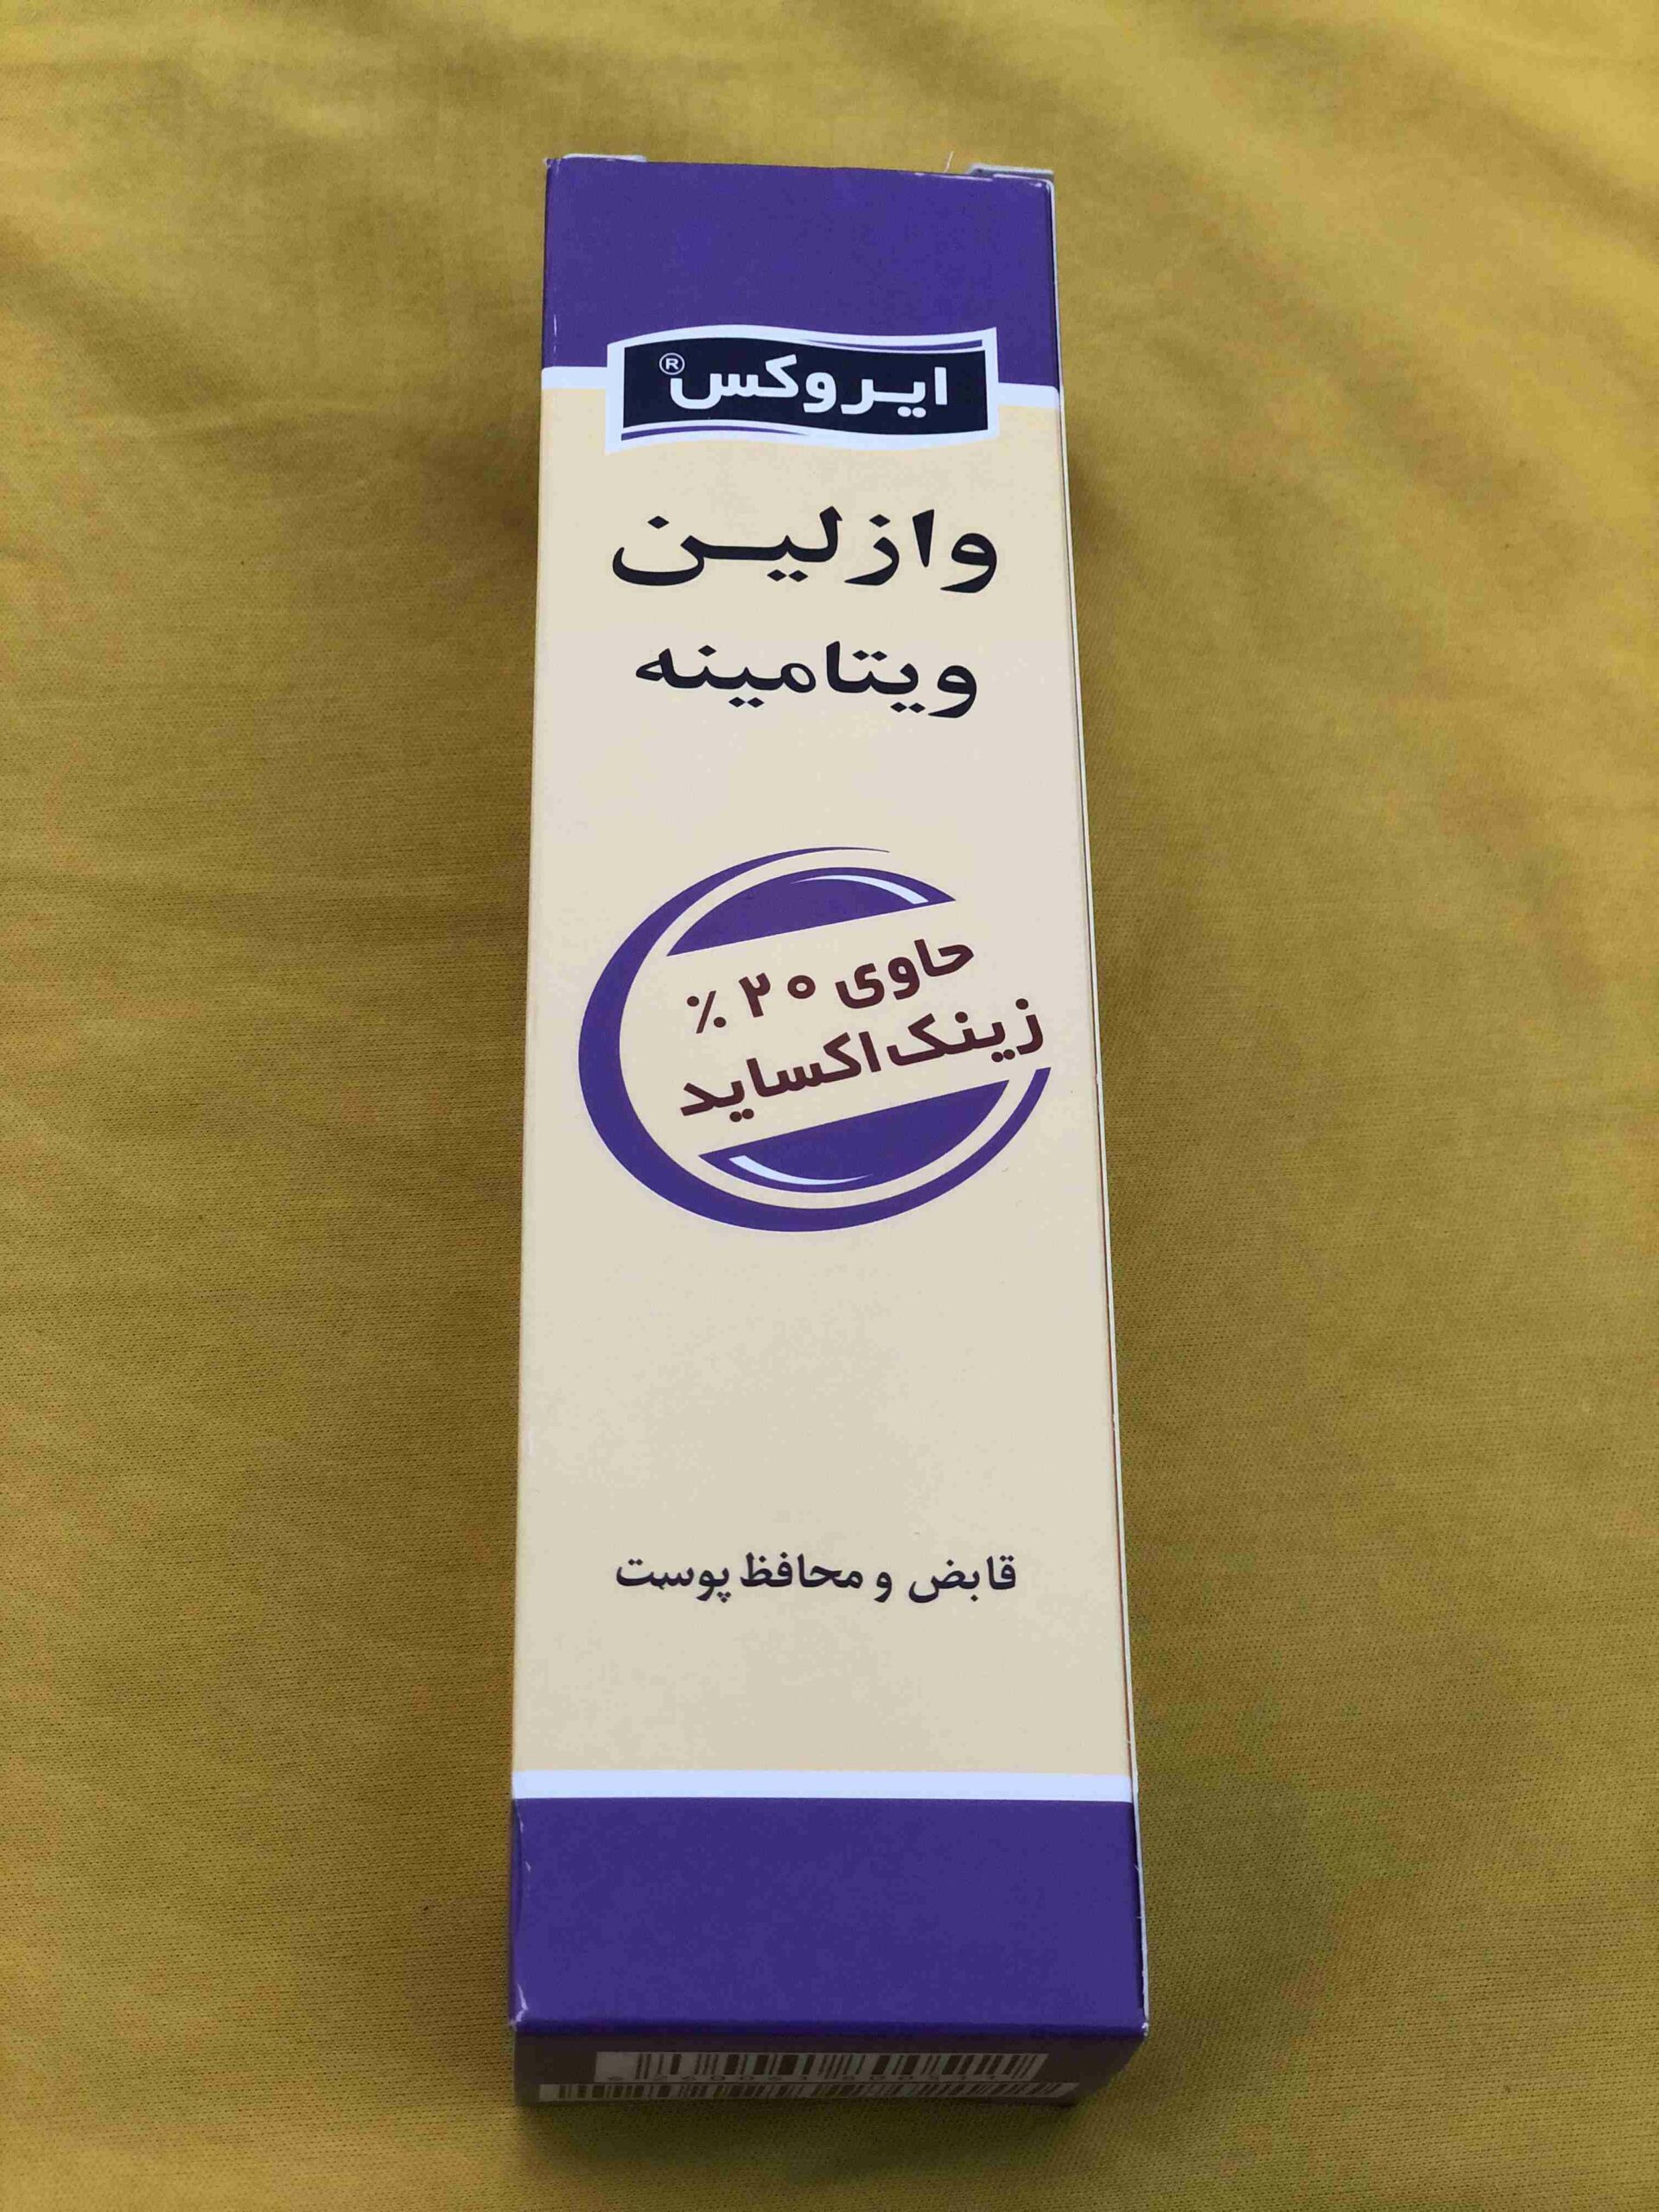 ایروکس®
وازلین
ویتامینه
حاوی ۲۰ ٪
زینک اکساید
قابض و محافظ پوست